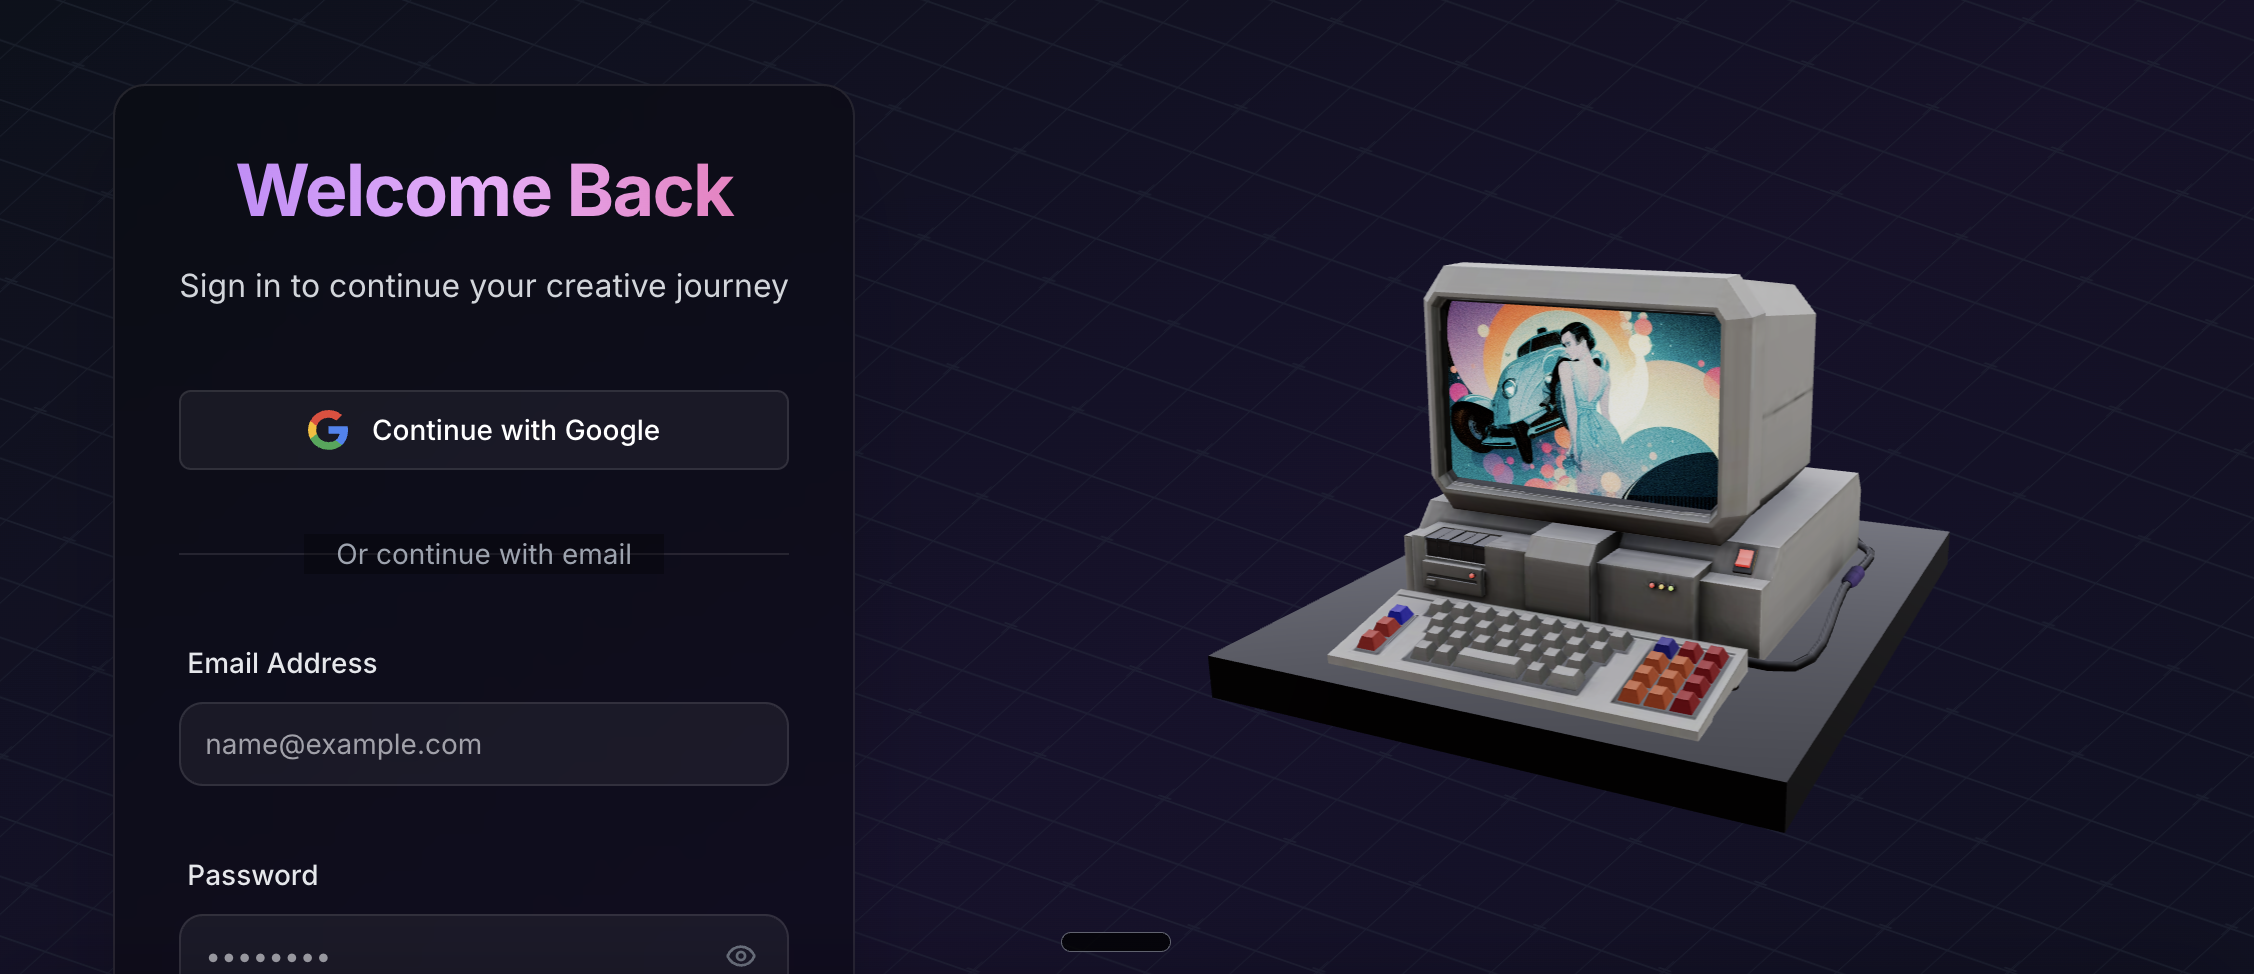 Welcome Back
Sign in to continue your creative journey
Continue with Google
Or continue with email
Email Address
name@example.com
Password
••••••••